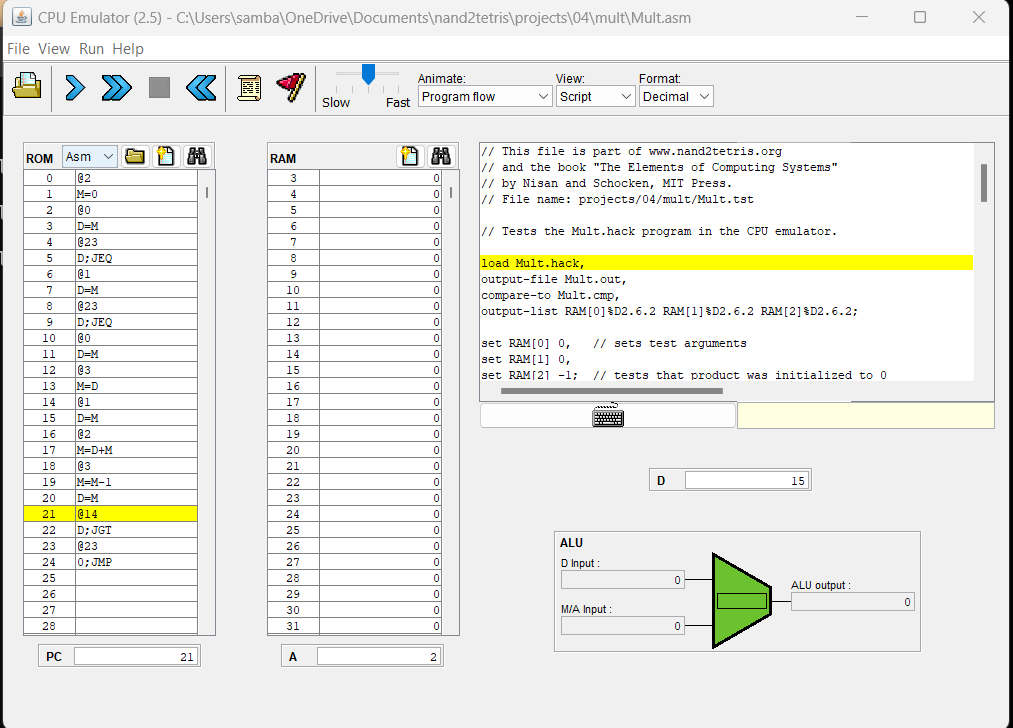 CPU Emulator (2.5) - C:\Users\samba\OneDrive\Documents\nand2tetris\projects\04\mult\Mult.asm
File View Run Help
Slow Fast
Animate:
Program flow
View:
Script
Format:
Decimal
ROM Asm
0 @2
1 M=0
2 @0
3 D=M
4 @23
5 D;JEQ
6 @1
7 D=M
8 @23
9 D;JEQ
10 @0
11 D=M
12 @3
13 M=D
14 @1
15 D=M
16 @2
17 M=D+M
18 @3
19 M=M-1
20 D=M
21 @14
22 D;JGT
23 @23
24 0;JMP
25
26
27
28
PC 21
RAM
3 0
4 0
5 0
6 0
7 0
8 0
9 0
10 0
11 0
12 0
13 0
14 0
15 0
16 0
17 0
18 0
19 0
20 0
21 0
22 0
23 0
24 0
25 0
26 0
27 0
28 0
29 0
30 0
31 0
A 2
// This file is part of www.nand2tetris.org
// and the book "The Elements of Computing Systems"
// by Nisan and Schocken, MIT Press.
// File name: projects/04/mult/Mult.tst
// Tests the Mult.hack program in the CPU emulator.
load Mult.hack,
output-file Mult.out,
compare-to Mult.cmp,
output-list RAM[0]%D2.6.2 RAM[1]%D2.6.2 RAM[2]%D2.6.2;
set RAM[0] 0, // sets test arguments
set RAM[1] 0,
set RAM[2] -1; // tests that product was initialized to 0
D 15
ALU
D Input :
0
M/A Input :
0
ALU output :
0